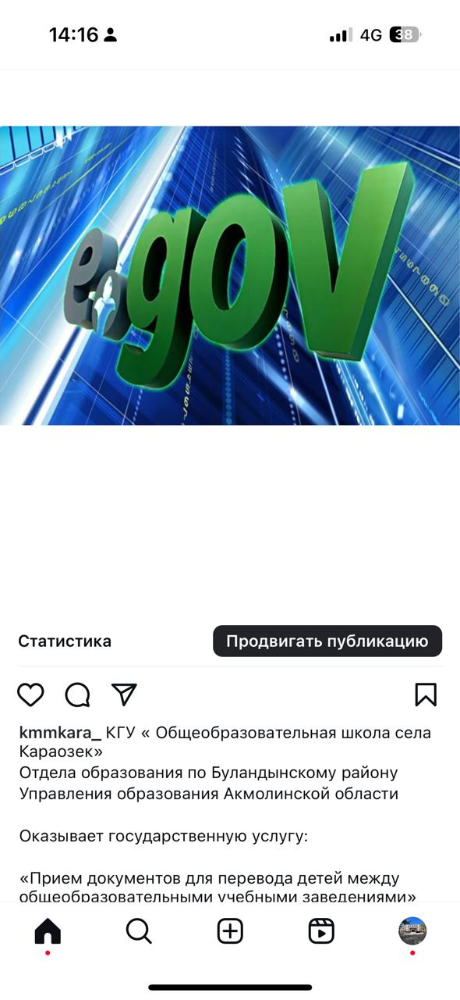 14:16
4G 38
e.gov
Статистика
Продвигать публикацию
kmmkara_ КГУ « Общеобразовательная школа села
Караозек»
Отдела образования по Буландынскому району
Управления образования Акмолинской области
Оказывает государственную услугу:
«Прием документов для перевода детей между
общеобразовательными учебными заведениями»